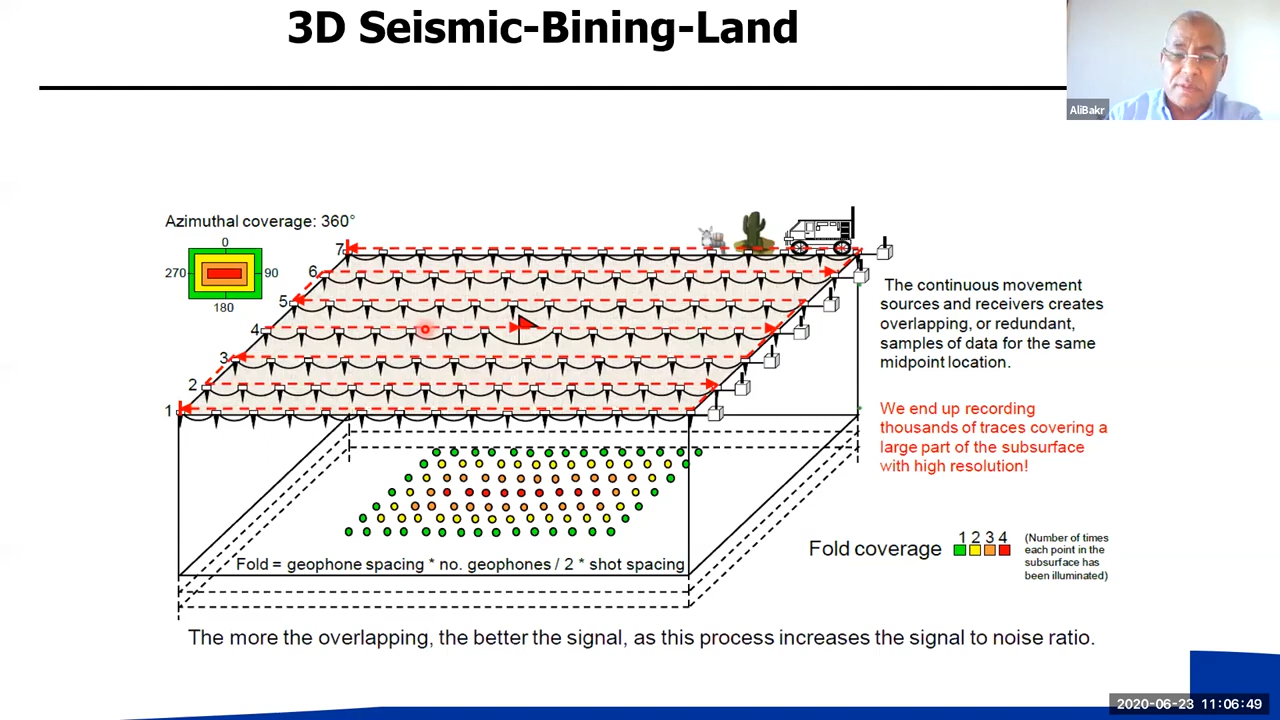 3D Seismic-Bining-Land
AliBakr
Azimuthal coverage: 360°
0
270
90
180
7
6
5
4
3
2
1
The continuous movement
sources and receivers creates
overlapping, or redundant,
samples of data for the same
midpoint location.
We end up recording
thousands of traces covering a
large part of the subsurface
with high resolution!
Fold coverage
1 2 3 4
(Number of times
each point in the
subsurface has
been illuminated)
Fold = geophone spacing * no. geophones / 2 * shot spacing
The more the overlapping, the better the signal, as this process increases the signal to noise ratio.
2020-06-23 11:06:49